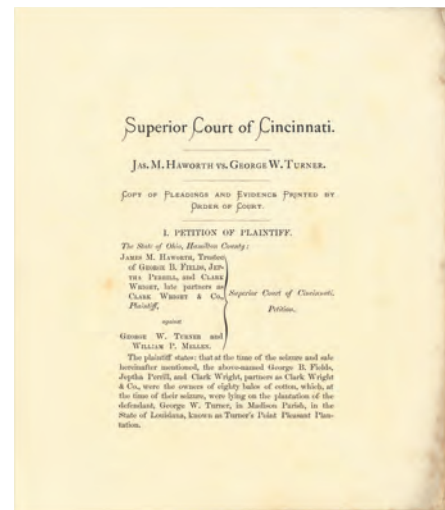 Superior Court of Cincinnati.
JAS. M. HAWORTH VS. GEORGE W. TURNER.
COPY OF PLEADINGS AND EVIDENCE PRINTED BY
ORDER OF COURT.
I. PETITION OF PLAINTIFF.
The State of Ohio, Hamilton County:
JAMES M. HAWORTH, Trustee
of GEORGE B. FIELDS, JEP-
THA PERRILL, and CLARK
WRIGHT, late partners as
CLARK WRIGHT & CO.,
Plaintiff,
against
GEORGE W. TURNER and
WILLIAM P. MELLEN.
Superior Court of Cincinnati.
Petition.
The plaintiff states: that at the time of the seizure and sale
hereinafter mentioned, the above-named George B. Fields,
Jeptha Perrill, and Clark Wright, partners as Clark Wright
& Co., were the owners of eighty bales of cotton, which, at
the time of their seizure, were lying on the plantation of the
defendant, George W. Turner, in Madison Parish, in the
State of Louisiana, known as Turner's Point Pleasant Plan-
tation.